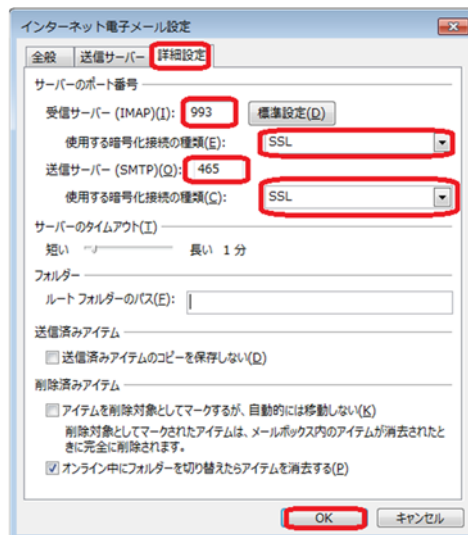 インターネット電子メール設定
全般 送信サーバー 詳細設定
サーバーのポート番号
受信サーバー (IMAP)(I): 993 標準設定(D)
使用する暗号化接続の種類(E): SSL
送信サーバー (SMTP)(O): 465
使用する暗号化接続の種類(C): SSL
サーバーのタイムアウト(T)
短い 長い 1 分
フォルダー
ルート フォルダーのパス(F):
送信済みアイテム
送信済みアイテムのコピーを保存しない(D)
削除済みアイテム
アイテムを削除対象としてマークするが、自動的には移動しない(K)
削除対象としてマークされたアイテムは、メールボックス内のアイテムが消去されたと
きに完全に削除されます。
オンライン中にフォルダーを切り替えたらアイテムを消去する(P)
OK キャンセル